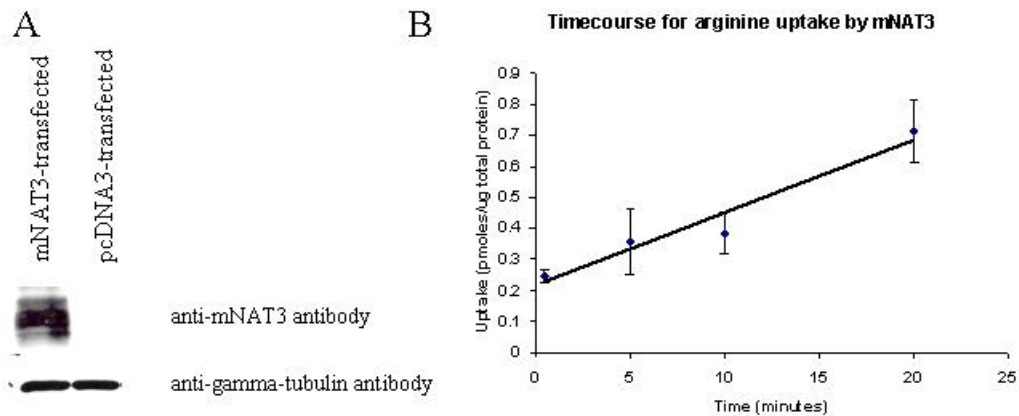 A
mNAT3-transfected
pcDNA3-transfected
anti-mNAT3 antibody
anti-gamma-tubulin antibody
B
Timecourse for arginine uptake by mNAT3
Uptake (pmoles/ug total protein)
0.9
0.8
0.7
0.6
0.5
0.4
0.3
0.2
0.1
0
0 5 10 15 20 25
Time (minutes)